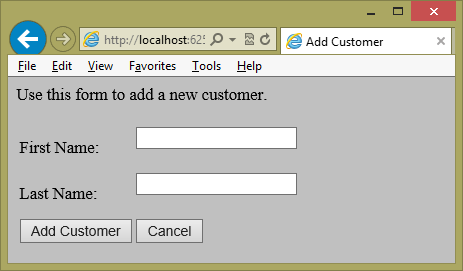 http://localhost:625
Add Customer
File Edit View Favorites Tools Help
Use this form to add a new customer.
First Name:
Last Name:
Add Customer Cancel